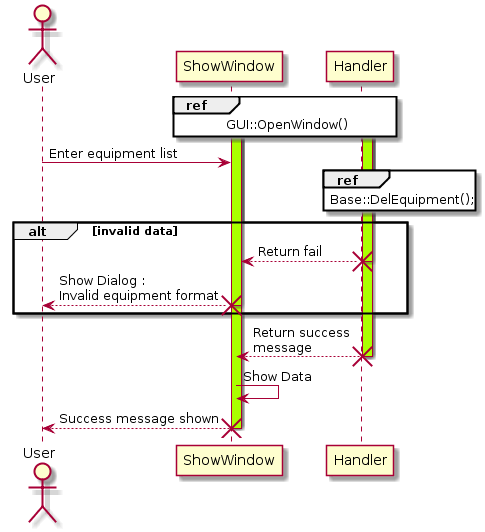 User
ShowWindow
Handler
ref
GUI::OpenWindow()
Enter equipment list
ref
Base::DelEquipment();
alt
[invalid data]
Return fail
Show Dialog :
Invalid equipment format
Return success
message
Show Data
Success message shown
User
ShowWindow
Handler